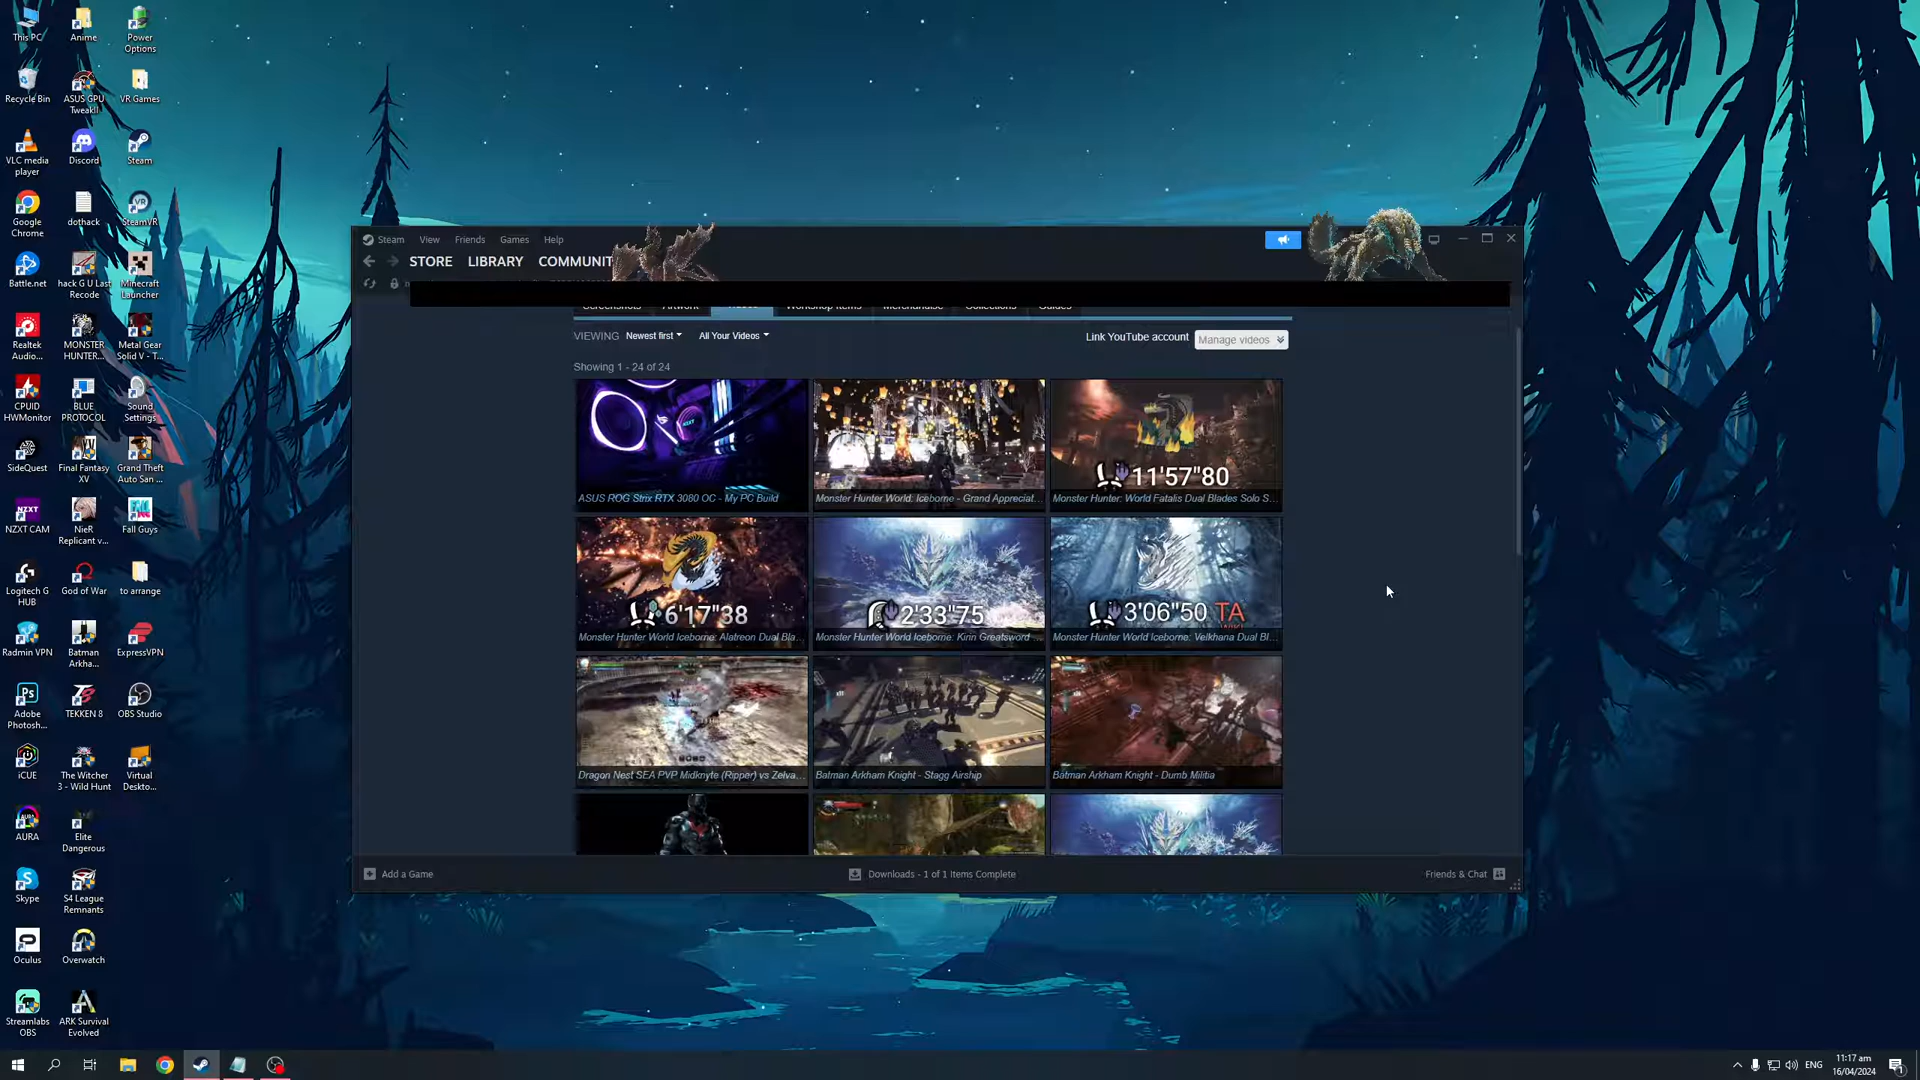 This PC
Anime
Power
Options
Recycle Bin
ASUS GPU
TweakII
VR Games
VLC media
player
Discord
Steam
Google
Chrome
dothack
SteamVR
Battle.net
hack G U Last
Recode
Minecraft
Launcher
Realtek
Audio...
MONSTER
HUNTER...
Metal Gear
Solid V - T...
CPUID
HWMonitor
BLUE
PROTOCOL
Sound
Settings
SideQuest
Final Fantasy
XV
Grand Theft
Auto San ...
NZXT CAM
NieR
Replicant v...
Fall Guys
Logitech G
HUB
God of War
to arrange
Radmin VPN
Batman
Arkha...
ExpressVPN
Adobe
Photosh...
TEKKEN 8
OBS Studio
iCUE
The Witcher
3 - Wild Hunt
Virtual
Deskto...
AURA
Elite
Dangerous
Skype
S4 League
Remnants
Oculus
Overwatch
Streamlabs
OBS
ARK Survival
Evolved
Steam View Friends Games Help
STORE LIBRARY COMMUNIT
VIEWING Newest first All Your Videos Link YouTube account Manage videos
Showing 1 - 24 of 24
NZXT
11'57"80
ASUS ROG Strix RTX 3080 OC - My PC Build
Monster Hunter World: Iceborne - Grand Appreciat...
Monster Hunter: World Fatalis Dual Blades Solo S...
6'17"38
2'33"75
3'06"50 TA
Monster Hunter World Iceborne: Alatreon Dual Bla...
Monster Hunter World Iceborne: Kirin Greatsword ...
Monster Hunter World Iceborne: Velkhana Dual Bl...
Dragon Nest SEA PVP Midknyte (Ripper) vs Zelva...
Batman Arkham Knight - Stagg Airship
Batman Arkham Knight - Dumb Militia
Add a Game
Downloads - 1 of 1 Items Complete
Friends & Chat
ENG
11:17 am
16/04/2024